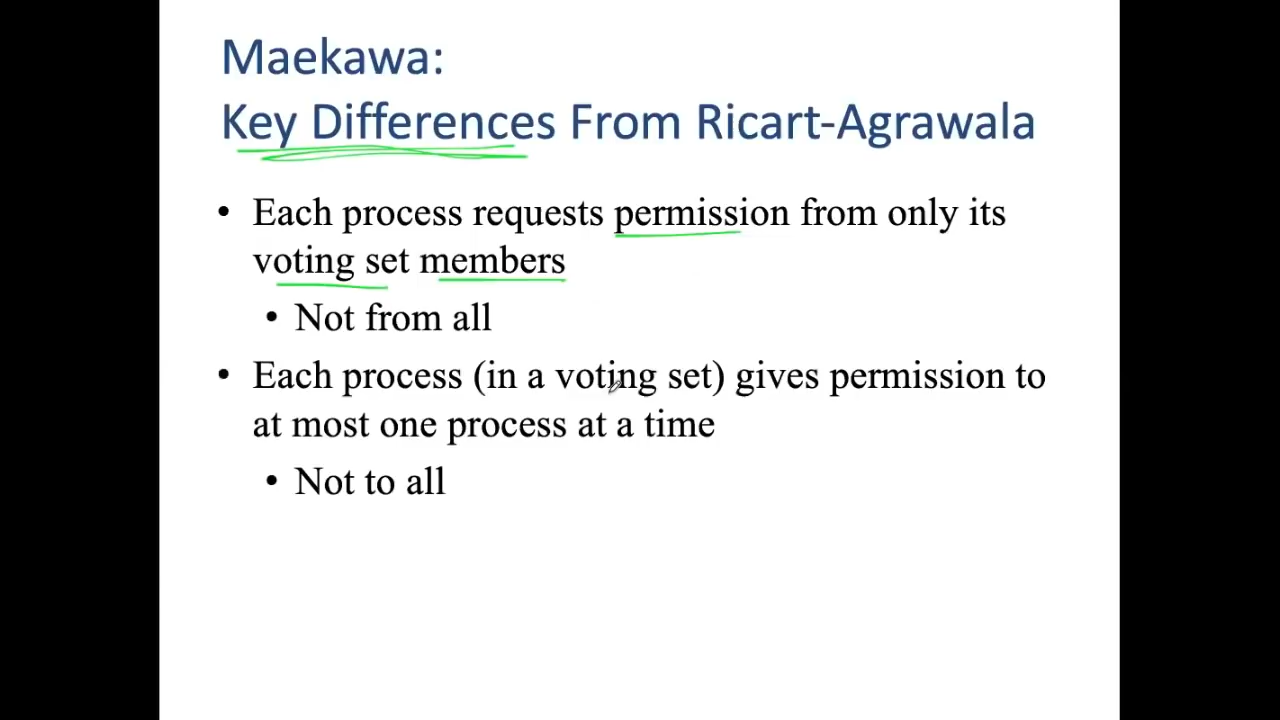 Maekawa:
Key Differences From Ricart-Agrawala
• Each process requests permission from only its
voting set members
• Not from all
• Each process (in a voting set) gives permission to
at most one process at a time
• Not to all